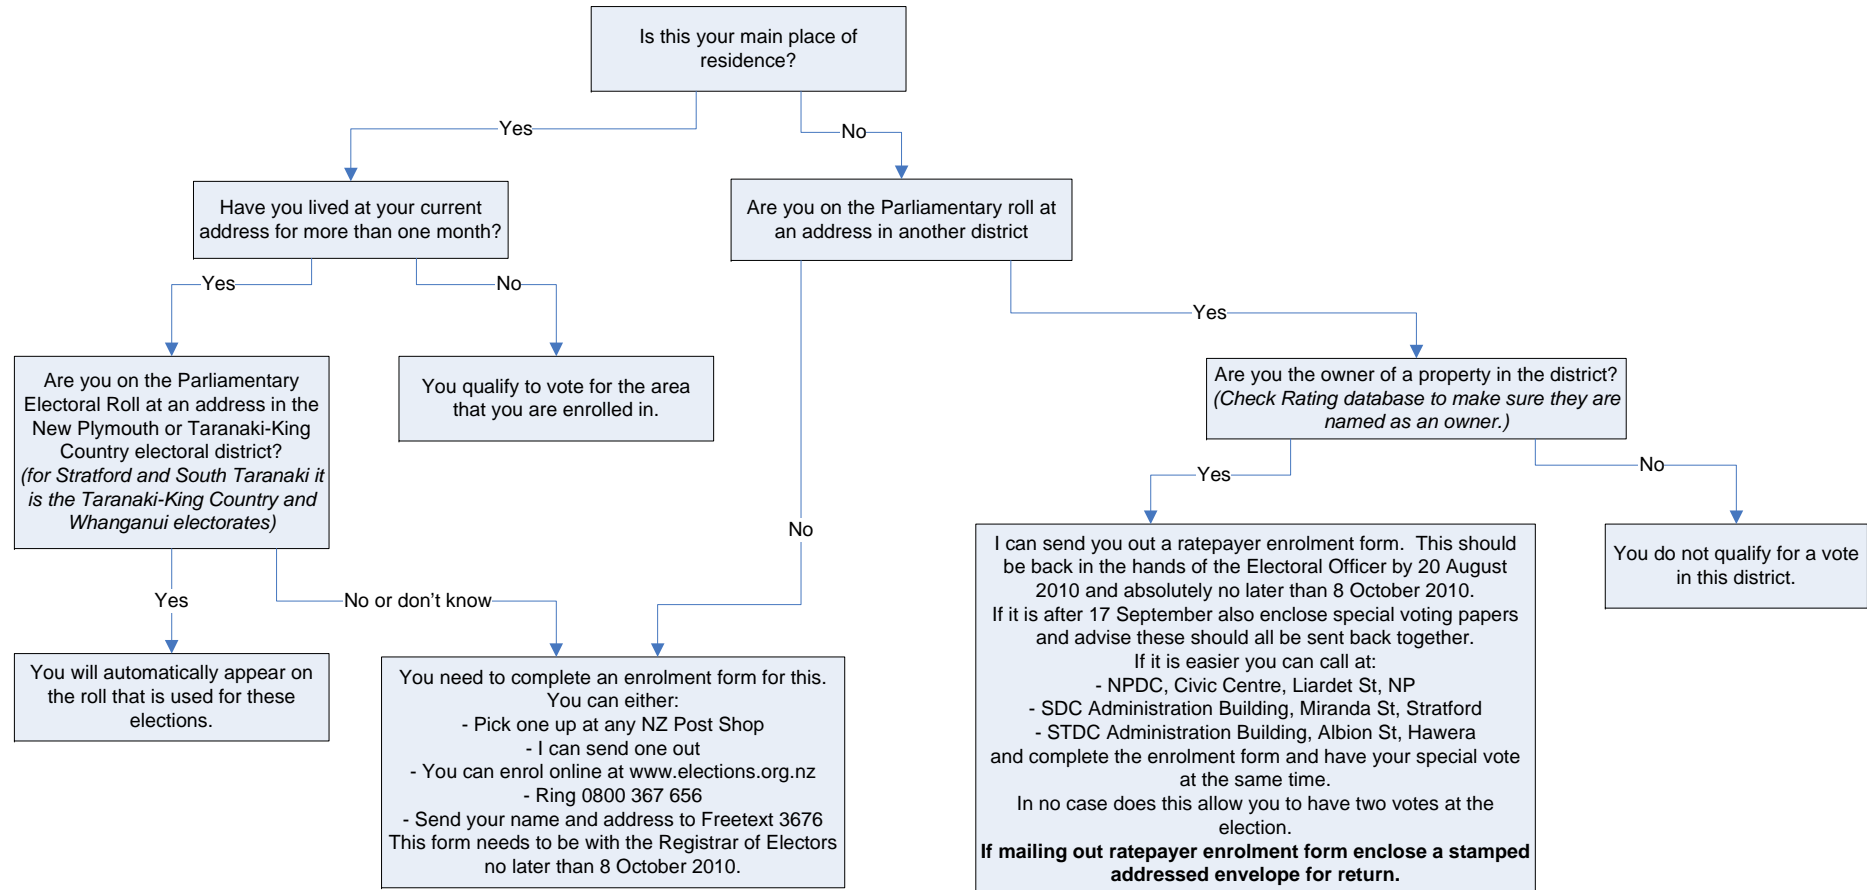 Is this your main place of
residence?
Yes
No
Have you lived at your current
address for more than one month?
Are you on the Parliamentary roll at
an address in another district
Yes
No
Yes
Are you on the Parliamentary
Electoral Roll at an address in the
New Plymouth or Taranaki-King
Country electoral district?
(for Stratford and South Taranaki it
is the Taranaki-King Country and
Whanganui electorates)
You qualify to vote for the area
that you are enrolled in.
Are you the owner of a property in the district?
(Check Rating database to make sure they are
named as an owner.)
Yes
No
No
Yes
No or don't know
You will automatically appear on
the roll that is used for these
elections.
You need to complete an enrolment form for this.
You can either:
- Pick one up at any NZ Post Shop
- I can send one out
- You can enrol online at www.elections.org.nz
- Ring 0800 367 656
- Send your name and address to Freetext 3676
This form needs to be with the Registrar of Electors
no later than 8 October 2010.
I can send you out a ratepayer enrolment form.  This should
be back in the hands of the Electoral Officer by 20 August
2010 and absolutely no later than 8 October 2010.
If it is after 17 September also enclose special voting papers
and advise these should all be sent back together.
If it is easier you can call at:
- NPDC, Civic Centre, Liardet St, NP
- SDC Administration Building, Miranda St, Stratford
- STDC Administration Building, Albion St, Hawera
and complete the enrolment form and have your special vote
at the same time.
In no case does this allow you to have two votes at the
election.
If mailing out ratepayer enrolment form enclose a stamped
addressed envelope for return.
You do not qualify for a vote
in this district.